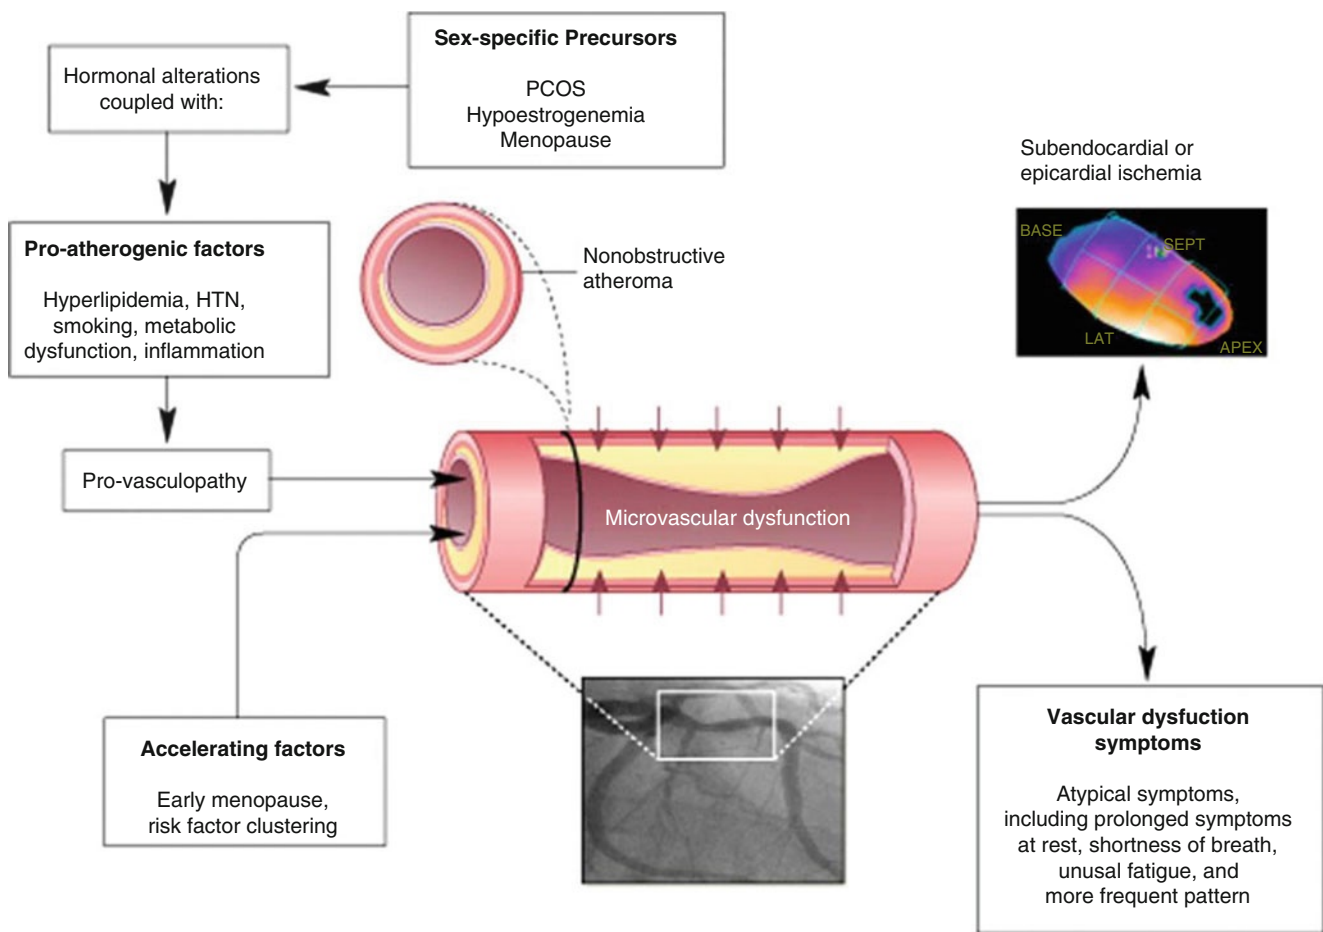 Sex-specific Precursors
PCOS
Hypoestrogenemia
Menopause
Hormonal alterations
coupled with:
Pro-atherogenic factors
Hyperlipidemia, HTN,
smoking, metabolic
dysfunction, inflammation
Pro-vasculopathy
Accelerating factors
Early menopause,
risk factor clustering
Nonobstructive
atheroma
Microvascular dysfunction
Subendocardial or
epicardial ischemia
BASE
SEPT
LAT
APEX
Vascular dysfuction
symptoms
Atypical symptoms,
including prolonged symptoms
at rest, shortness of breath,
unusal fatigue, and
more frequent pattern